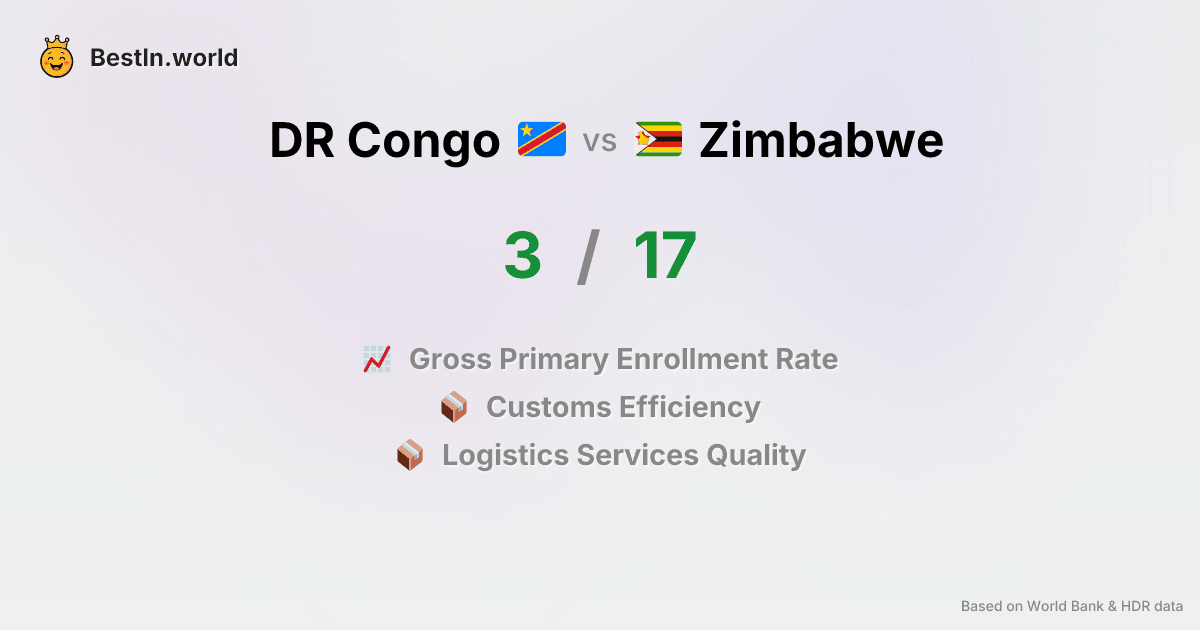 BestIn.world
DR Congo vs Zimbabwe
3 / 17
Gross Primary Enrollment Rate
Customs Efficiency
Logistics Services Quality
Based on World Bank & HDR data